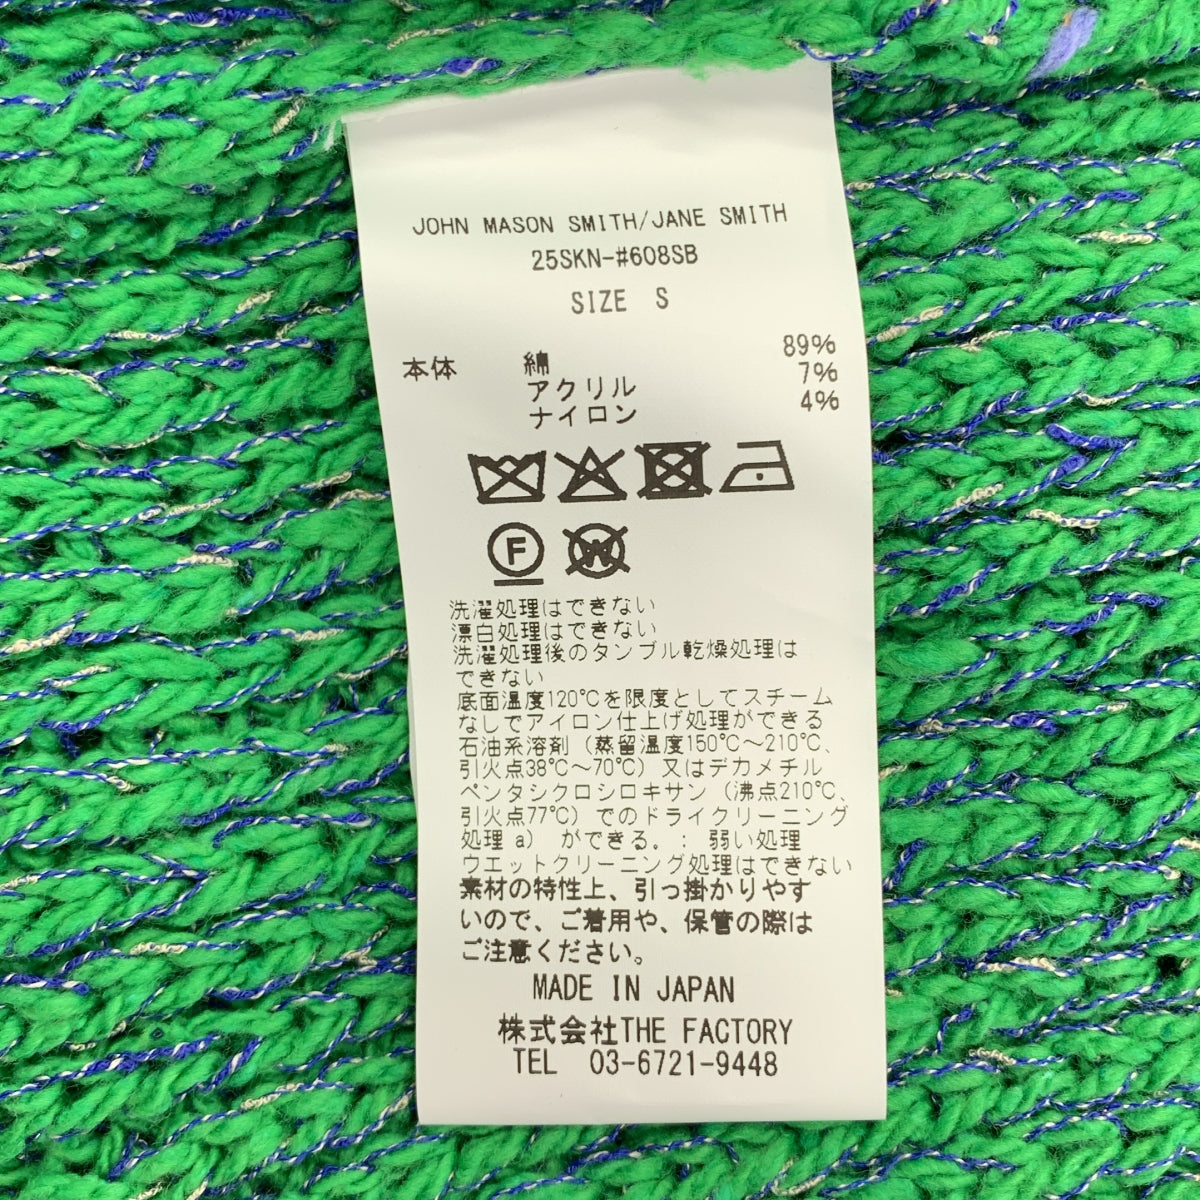 JOHN MASON SMITH/JANE SMITH
25SKN-#608SB
SIZE S
本体 綿 89%
アクリル 7%
ナイロン 4%
F W
洗濯処理はできない
漂白処理はできない
洗濯処理後のタンブル乾燥処理は
できない
底面温度120℃を限度としてスチーム
なしでアイロン仕上げ処理ができる
石油系溶剤（蒸留温度150℃～210℃、
引火点38℃～70℃）又はデカメチル
ペンタシクロシロキサン（沸点210℃、
引火点77℃）でのドライクリーニング
処理 a） ができる。： 弱い処理
ウエットクリーニング処理はできない
素材の特性上、引っ掛かりやす
いので、ご着用や、保管の際は
ご注意ください。
MADE IN JAPAN
株式会社THE FACTORY
TEL 03-6721-9448